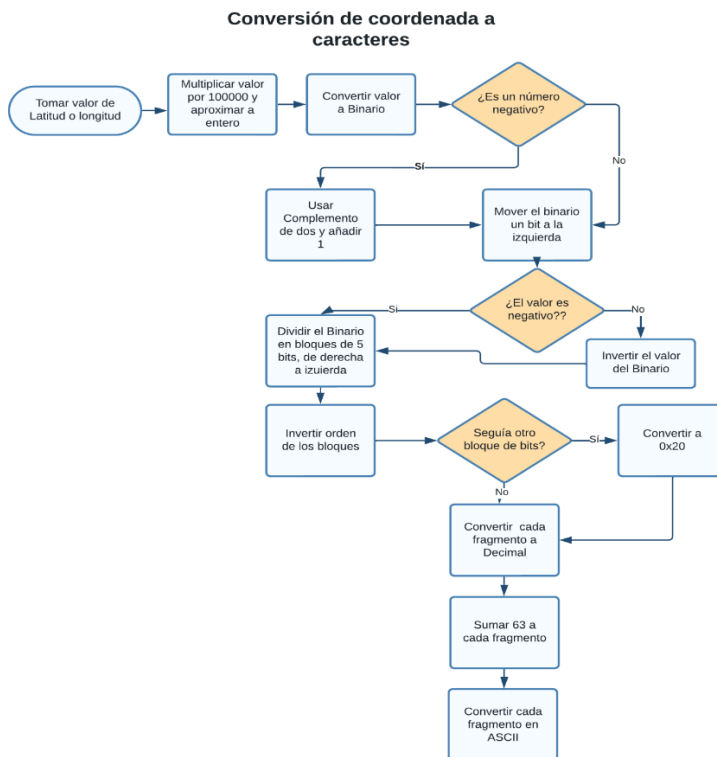 Conversión de coordenada a
caracteres
Tomar valor de
Latitud o longitud
Multiplicar valor
por 100000 y
aproximar a
entero
Convertir valor
a Binario
¿Es un número
negativo?
Sí
No
Usar
Complemento
de dos y añadir
1
Mover el binario
un bit a la
izquierda
¿El valor es
negativo??
Si
No
Dividir el Binario
en bloques de 5
bits, de derecha
a izuierda
Invertir el valor
del Binario
Invertir orden
de los bloques
Seguía otro
bloque de bits?
Sí
Convertir a
0x20
No
Convertir cada
fragmento a
Decimal
Sumar 63 a
cada fragmento
Convertir cada
fragmento en
ASCII